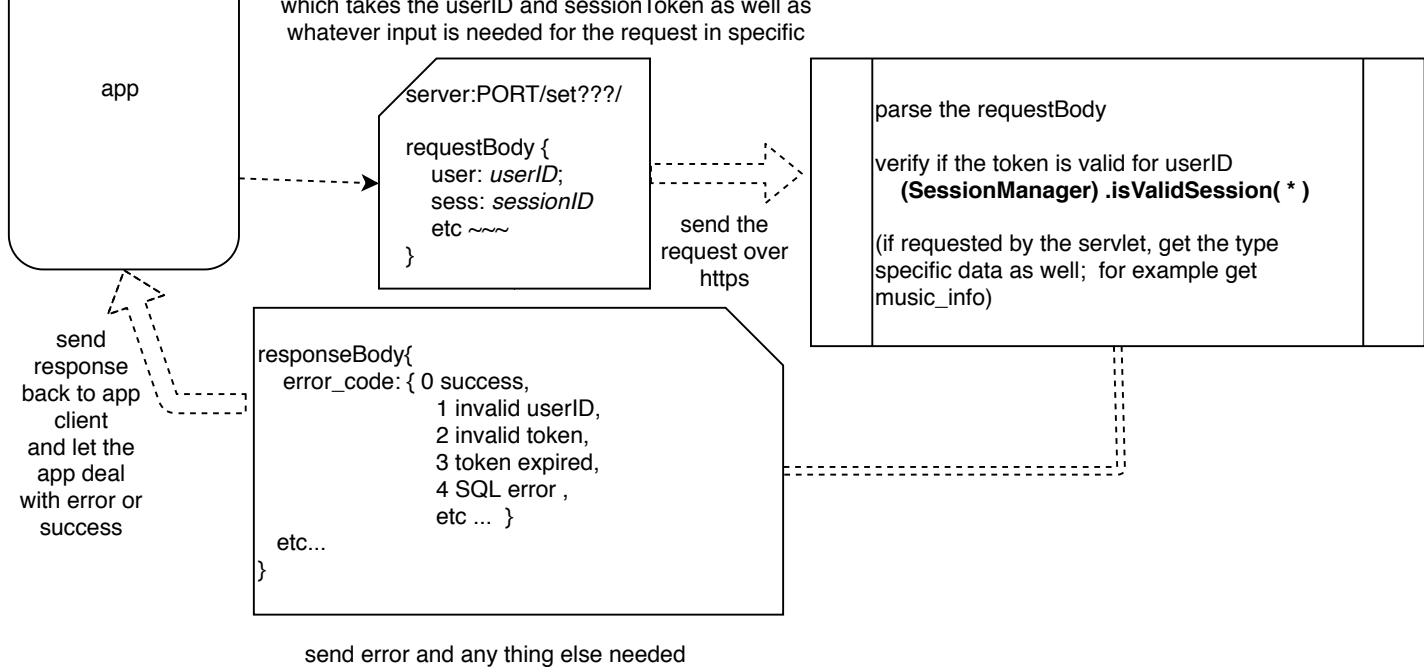 which takes the userID and sessionToken as well as
whatever input is needed for the request in specific
app
server:PORT/set???/
requestBody {
user: userID;
sess: sessionID
etc ~~~
}
send the
request over
https
parse the requestBody
verify if the token is valid for userID
(SessionManager) .isValidSession( * )
(if requested by the servlet, get the type
specific data as well;  for example get
music_info)
send
response
back to app
client
and let the
app deal
with error or
success
responseBody{
error_code: { 0 success,
1 invalid userID,
2 invalid token,
3 token expired,
4 SQL error ,
etc ...  }
etc...
}
send error and any thing else needed